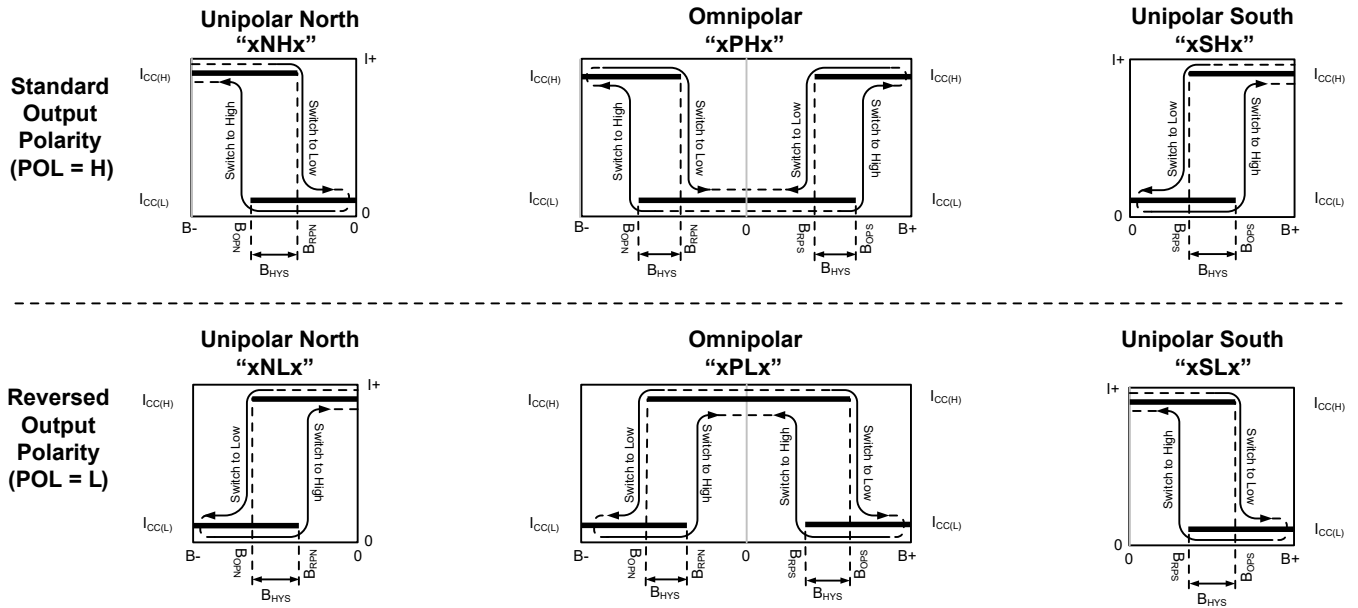 Unipolar North
"xNHx"
Omnipolar
"xPHx"
Unipolar South
"xSHx"
Standard
Output
Polarity
(POL = H)
I+
ICC(H)
Switch to High
Switch to Low
ICC(L)
0
B-
BOPN
BRPN
0
BHYS
ICC(H)
Switch to High
Switch to Low
Switch to Low
Switch to High
ICC(H)
ICC(L)
ICC(L)
B-
BOPN
BRPN
0
BRPS
BOPS
B+
BHYS
BHYS
I+
Switch to Low
Switch to High
ICC(H)
ICC(L)
0
0
BRPS
BOPS
B+
BHYS
Unipolar North
"xNLx"
Omnipolar
"xPLx"
Unipolar South
"xSLx"
Reversed
Output
Polarity
(POL = L)
I+
ICC(H)
Switch to Low
Switch to High
ICC(L)
0
B-
BOPN
BRPN
0
BHYS
ICC(H)
Switch to Low
Switch to High
Switch to High
Switch to Low
ICC(H)
ICC(L)
ICC(L)
B-
BOPN
BRPN
0
BRPS
BOPS
B+
BHYS
BHYS
I+
Switch to High
Switch to Low
ICC(H)
ICC(L)
0
0
BRPS
BOPS
B+
BHYS